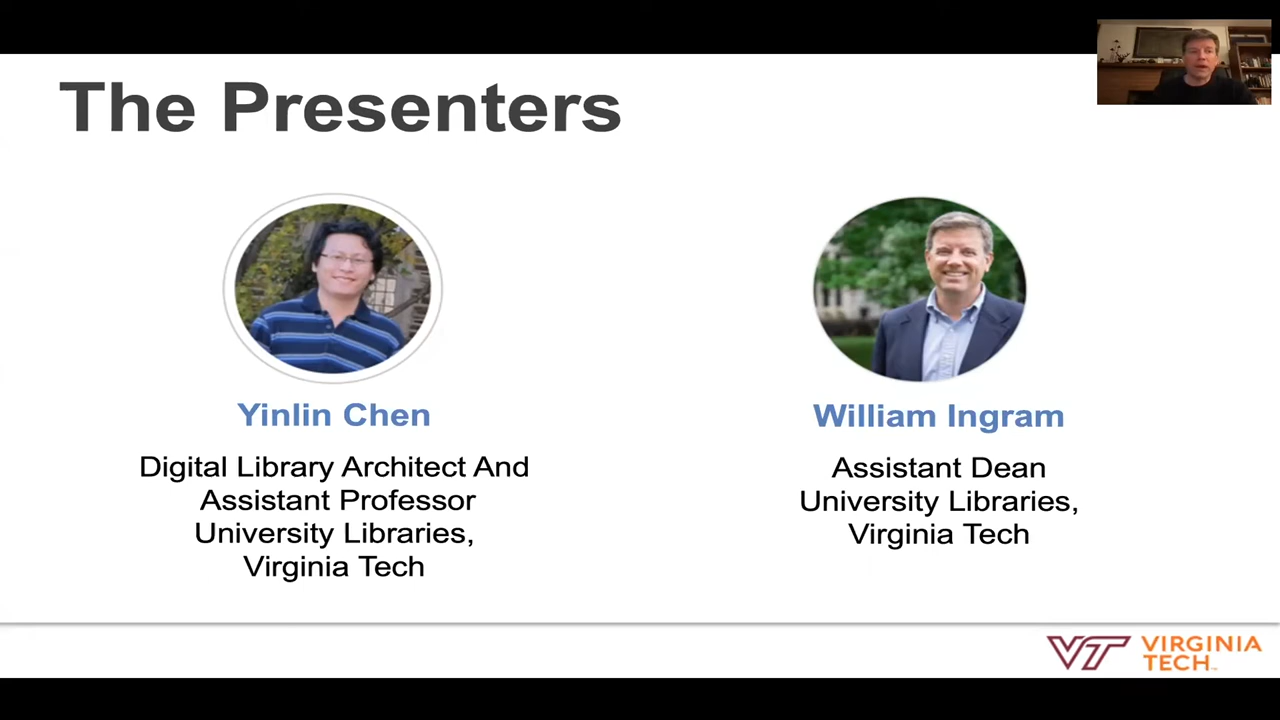 The Presenters
Yinlin Chen
Digital Library Architect And
Assistant Professor
University Libraries,
Virginia Tech
William Ingram
Assistant Dean
University Libraries,
Virginia Tech
VT VIRGINIA
TECH